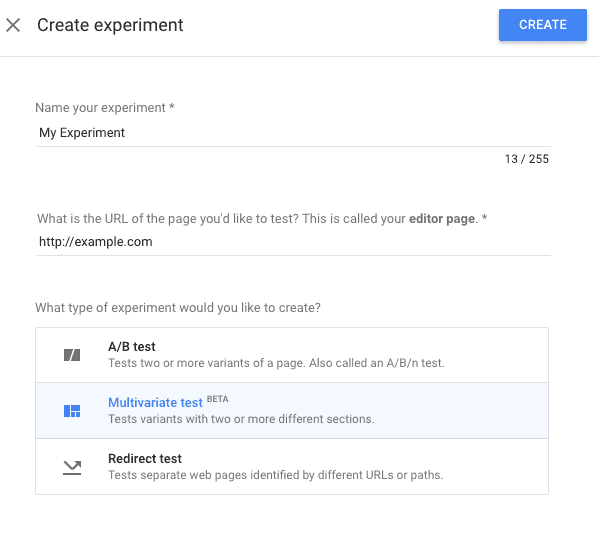 Create experiment
CREATE
Name your experiment *
My Experiment
13 / 255
What is the URL of the page you'd like to test? This is called your editor page. *
http://example.com
What type of experiment would you like to create?
A/B test
Tests two or more variants of a page. Also called an A/B/n test.
Multivariate test BETA
Tests variants with two or more different sections.
Redirect test
Tests separate web pages identified by different URLs or paths.